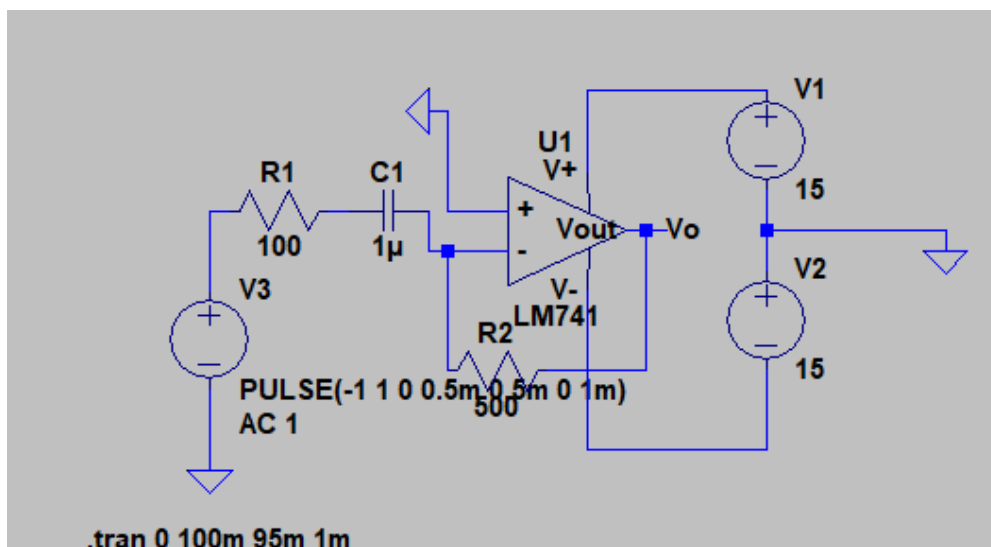 V1
U1
V+
R1
C1
15
+
Vout
Vo
100
1µ
-
V3
V-
V2
LM741
R2
15
PULSE(-1 1 0 0.5m 0.5m 0 1m)
500
AC 1
.tran 0 100m 95m 1m